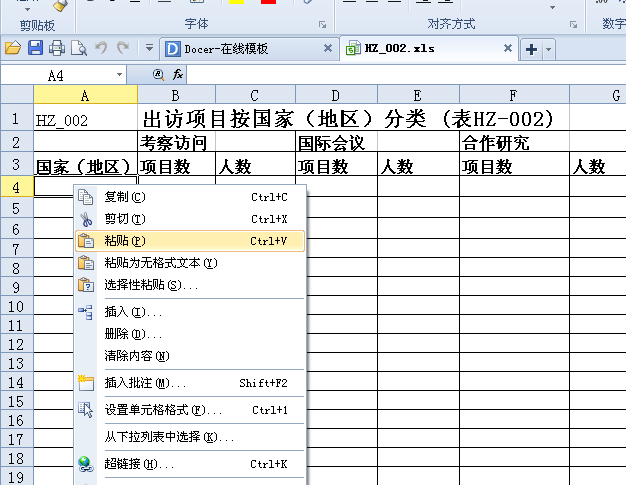 剪贴板 字体 对齐方式 数字
Docer-在线模板 HZ_002.xls
A4 fx
A B C D E F G
1 HZ_002 出访项目按国家（地区）分类 (表HZ-002)
2 考察访问 国际会议 合作研究
3 国家（地区） 项目数 人数 项目数 人数 项目数 人数
4
5
6
7
8
9
10
11
12
13
14
15
16
17
18
19
复制(C) Ctrl+C
剪切(T) Ctrl+X
粘贴(P) Ctrl+V
粘贴为无格式文本(Y)
选择性粘贴(S)...
插入(I)...
删除(D)...
清除内容(N)
插入批注(M)... Shift+F2
设置单元格格式(F)... Ctrl+1
从下拉列表中选择(K)...
超链接(H)... Ctrl+K